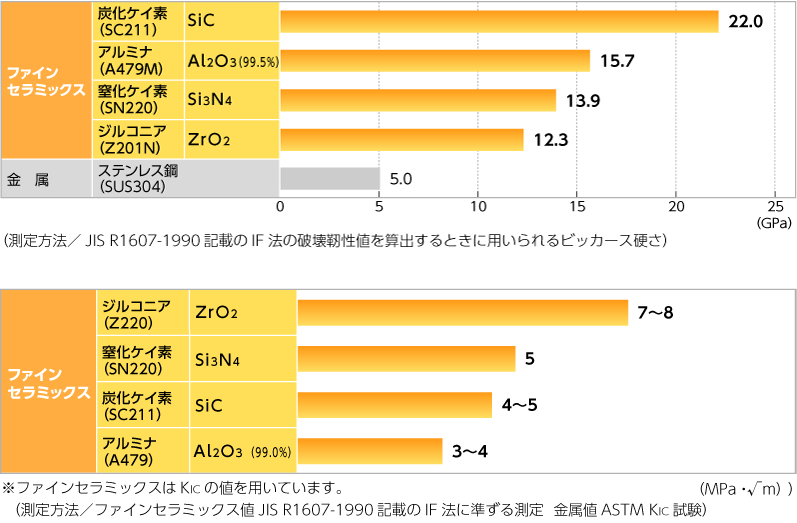 ファイン
セラミックス
炭化ケイ素
(SC211)
SiC
22.0
アルミナ
(A479M)
Al2O3(99.5%)
15.7
窒化ケイ素
(SN220)
Si3N4
13.9
ジルコニア
(Z201N)
ZrO2
12.3
金 属
ステンレス鋼
(SUS304)
5.0
0 5 10 15 20 25
(GPa)
(測定方法／JIS R1607-1990 記載の IF 法の破壊靭性値を算出するときに用いられるビッカース硬さ)
ファイン
セラミックス
ジルコニア
(Z220)
ZrO2
7〜8
窒化ケイ素
(SN220)
Si3N4
5
炭化ケイ素
(SC211)
SiC
4〜5
アルミナ
(A479)
Al2O3 (99.0%)
3〜4
※ファインセラミックスは KIC の値を用いています。
(MPa・√m) )
(測定方法／ファインセラミックス値 JIS R1607-1990 記載の IF 法に準ずる測定 金属値 ASTM KIC 試験)